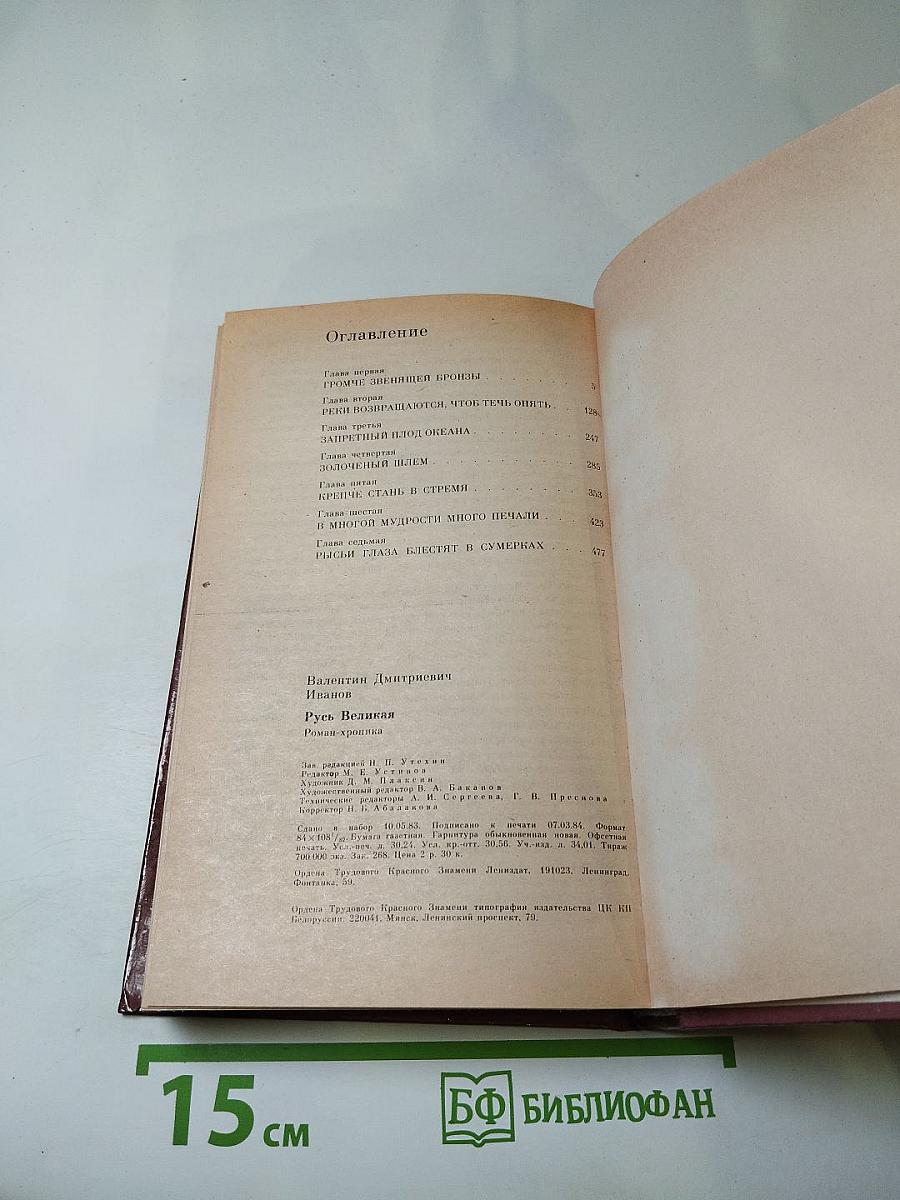 Оглавление
Глава первая
ГРОМЧЕ ЗВЕНЯЩЕЙ БРОНЗЫ . . . . . . . . 5
Глава вторая
РЕКИ ВОЗВРАЩАЮТСЯ, ЧТОБ ТЕЧЬ ОПЯТЬ . . 128
Глава третья
ЗАПРЕТНЫЙ ПЛОД ОКЕАНА . . . . . . . . 247
Глава четвертая
ЗОЛОЧЕНЫЙ ШЛЕМ . . . . . . . . . . . 285
Глава пятая
КРЕПЧЕ СТАНЬ В СТРЕМЯ . . . . . . . . 353
Глава шестая
В МНОГОЙ МУДРОСТИ МНОГО ПЕЧАЛИ . . . . 423
Глава седьмая
РЫСЬИ ГЛАЗА БЛЕСТЯТ В СУМЕРКАХ . . . . 477
Валентин Дмитриевич
Иванов
Русь Великая
Роман-хроника
Зав. редакцией Н. П. Утехин
Редактор М. Е. Устинов
Художник Д. М. Плаксин
Художественный редактор В. А. Баканов
Технические редакторы А. И. Сергеева, Г. В. Преснова
Корректор Н. Б. Абалакова
Сдано в набор 10.05.83. Подписано к печати 07.03.84. Формат
84×108¹/₃₂. Бумага газетная. Гарнитура обыкновенная новая. Офсетная
печать. Усл.-печ. л. 30,24. Усл. кр.-отт. 30,56. Уч.-изд. л. 34,01. Тираж
700 000 экз. Зак. 268. Цена 2 р. 30 к.
Ордена Трудового Красного Знамени Лениздат, 191023, Ленинград,
Фонтанка, 59.
Ордена Трудового Красного Знамени типография издательства ЦК КП
Белоруссии. 220041, Минск, Ленинский проспект, 79.
15 см
БФ БИБЛИОФАН